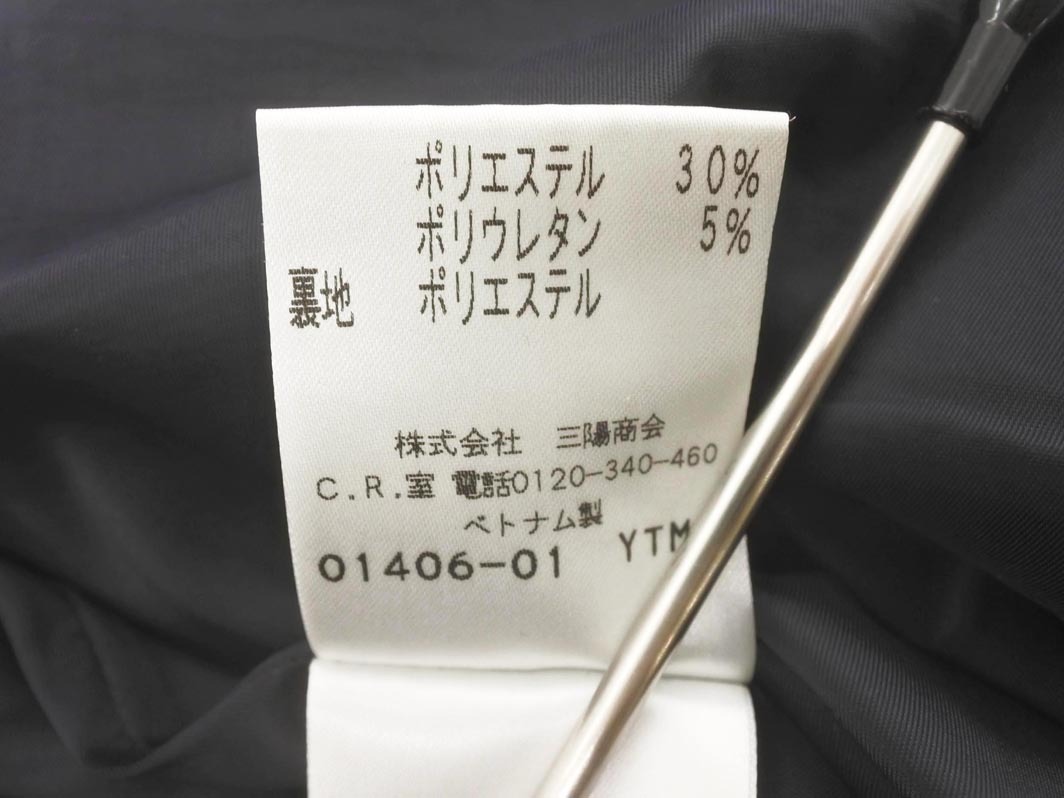 ポリエステル 30%
ポリウレタン 5%
裏地 ポリエステル
株式会社 三陽商会
C.R.室 電話0120-340-460
ベトナム製
01406-01 YTM